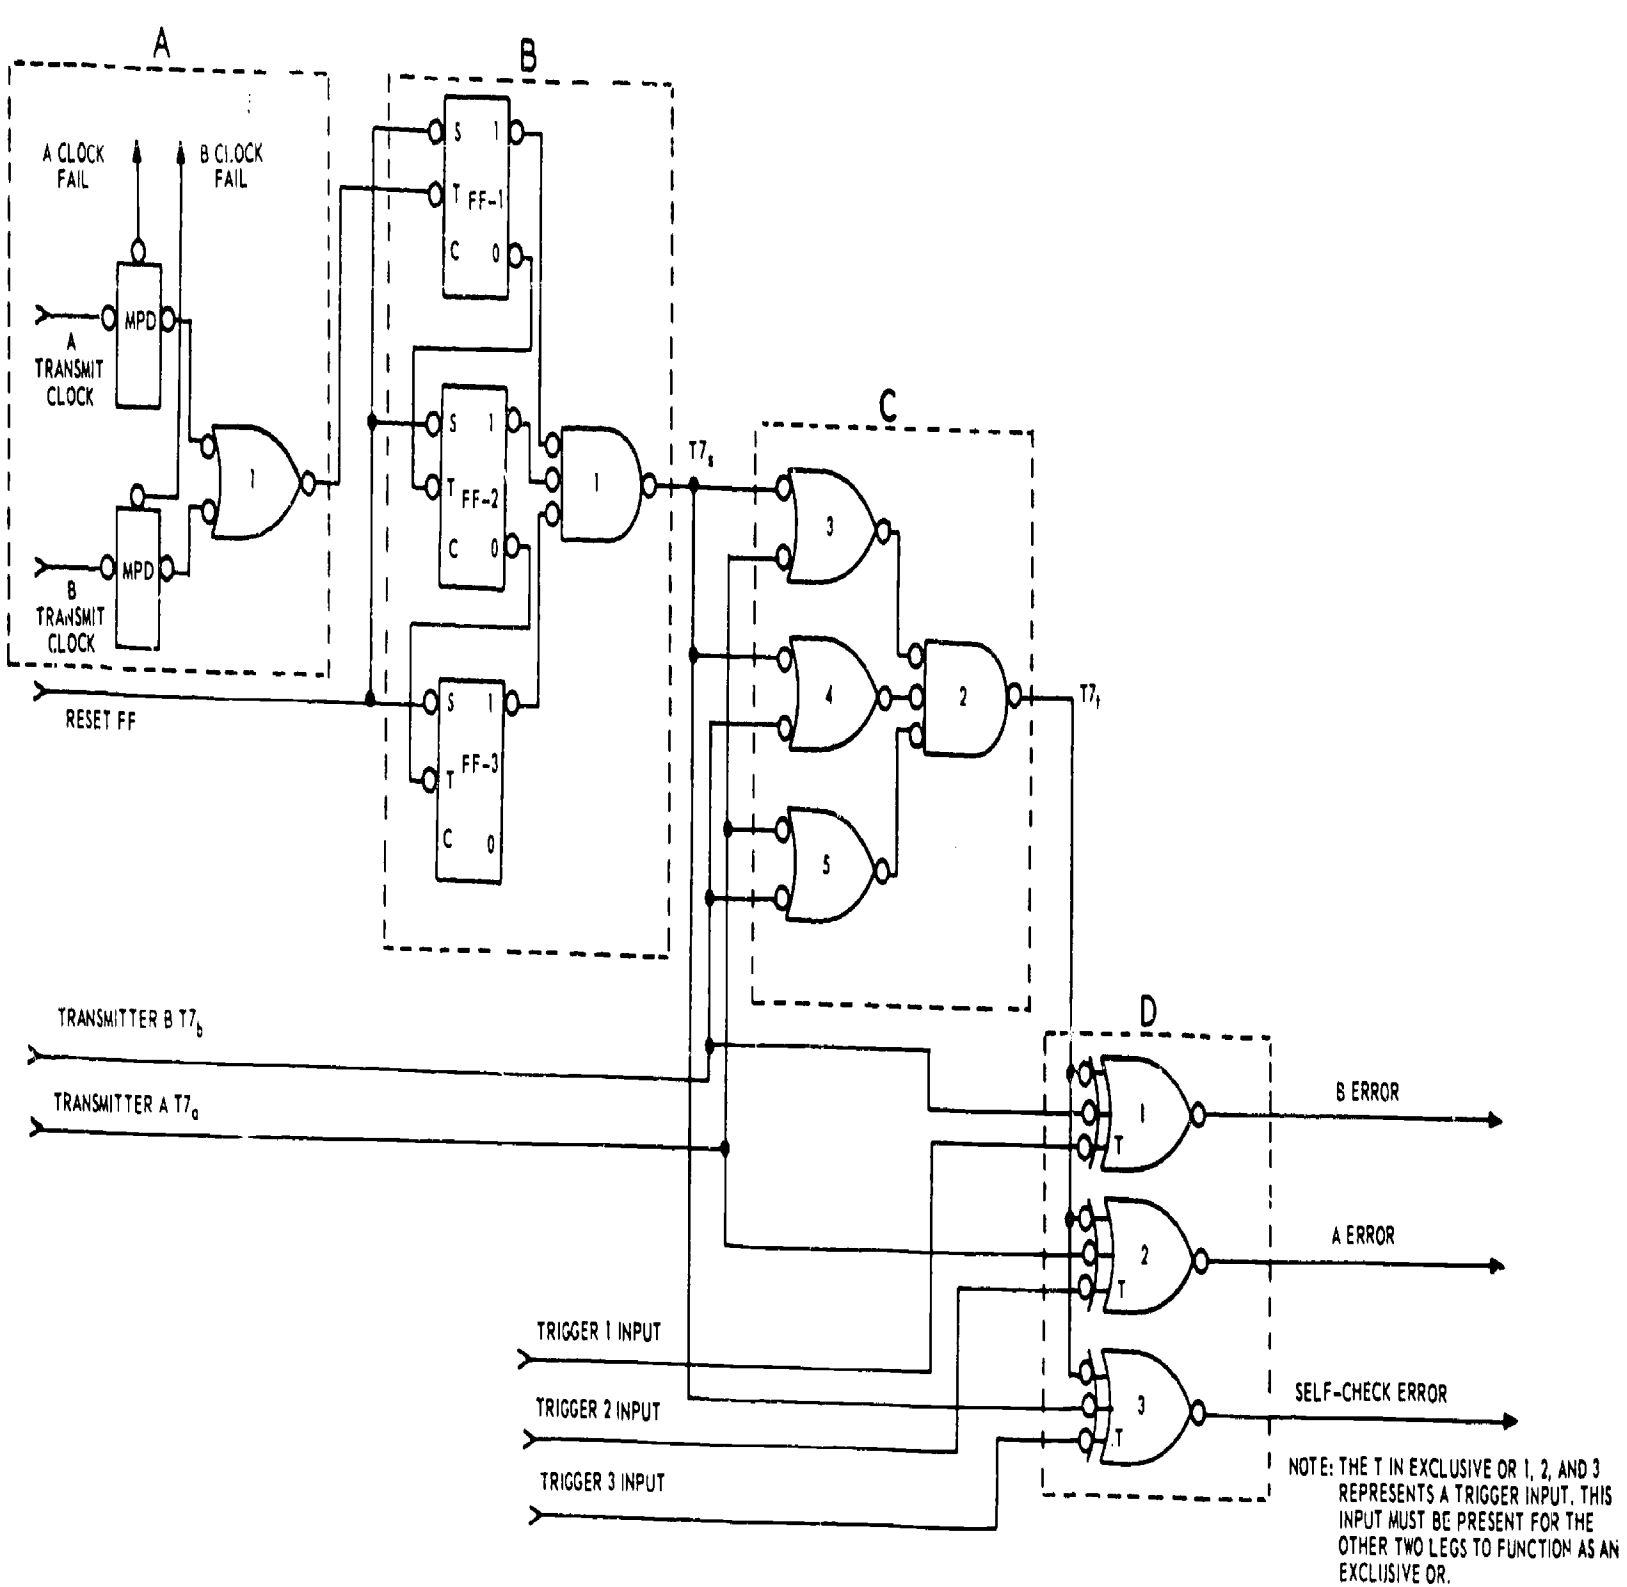 A
B
A CLOCK
FAIL
B CLOCK
FAIL
MPD
A
TRANSMIT
CLOCK
1
MPD
B
TRANSMIT
CLOCK
RESET FF
S 1
T FF-1
C 0
S 1
T FF-2
C 0
1
S 1
T FF-3
C 0
T7s
C
3
4
2
5
T7t
TRANSMITTER B T7b
TRANSMITTER A T7a
D
1
T
B ERROR
2
T
A ERROR
3
T
SELF-CHECK ERROR
TRIGGER 1 INPUT
TRIGGER 2 INPUT
TRIGGER 3 INPUT
NOTE: THE T IN EXCLUSIVE OR 1, 2, AND 3
REPRESENTS A TRIGGER INPUT. THIS
INPUT MUST BE PRESENT FOR THE
OTHER TWO LEGS TO FUNCTION AS AN
EXCLUSIVE OR.